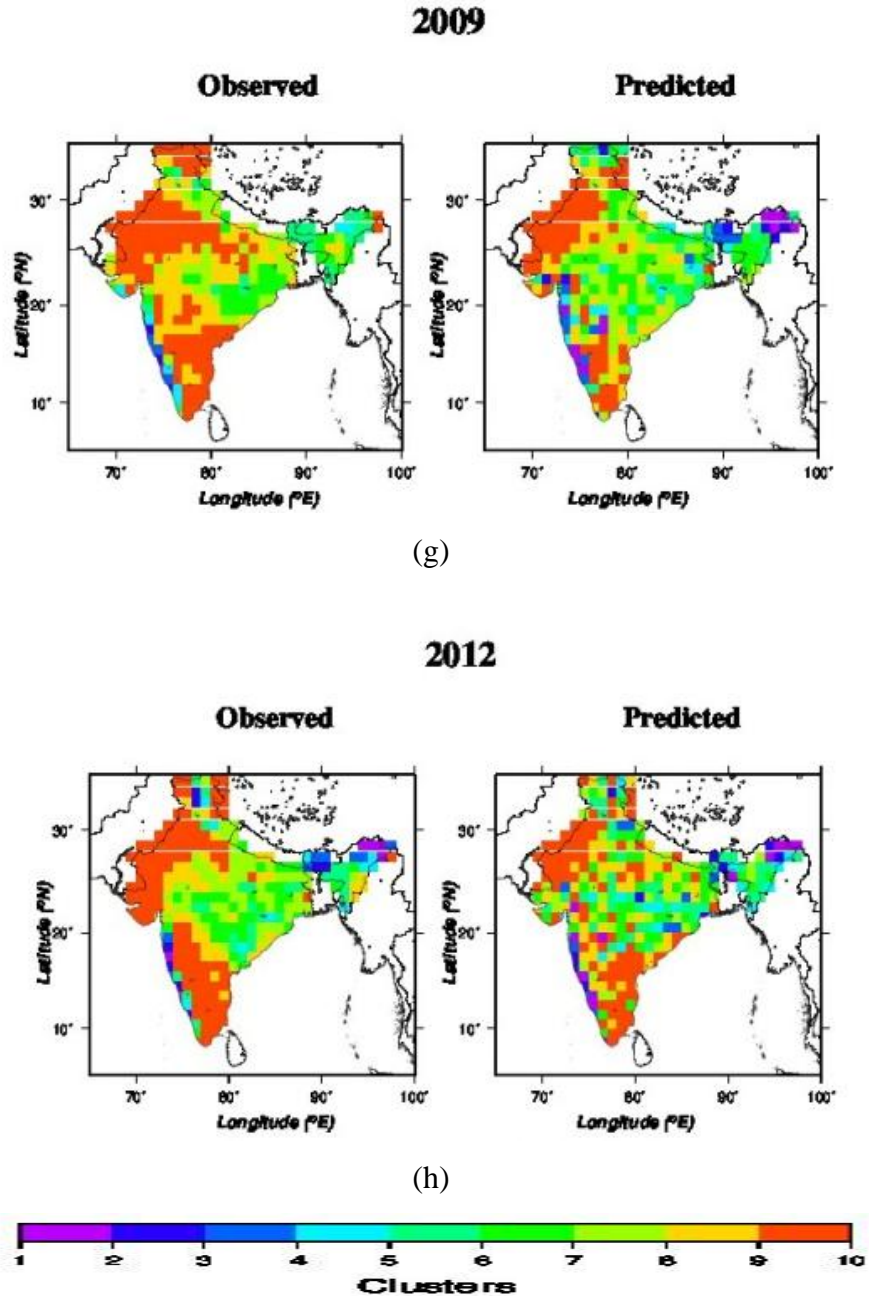 2009
Observed Predicted
30° 30°
20° 20°
10° 10°
Latitude (°N) Latitude (°N)
70° 80° 90° 100° 70° 80° 90° 100°
Longitude (°E) Longitude (°E)
(g)
2012
Observed Predicted
30° 30°
20° 20°
10° 10°
Latitude (°N) Latitude (°N)
70° 80° 90° 100° 70° 80° 90° 100°
Longitude (°E) Longitude (°E)
(h)
1 2 3 4 5 6 7 8 9 10
Clusters